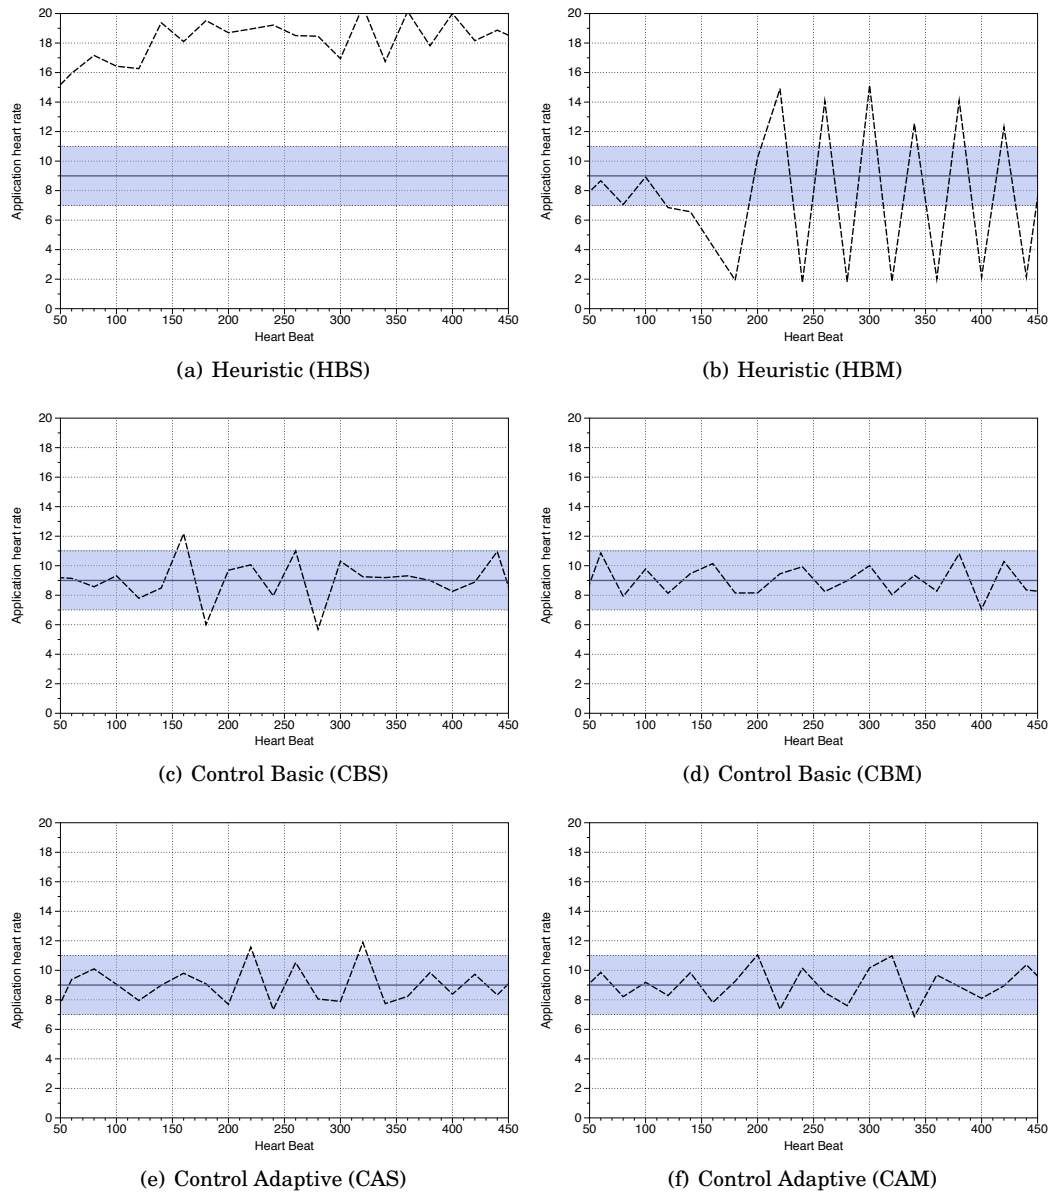 20
18
16
14
12
10
8
6
4
2
0
Application heart rate
50 100 150 200 250 300 350 400 450
Heart Beat
(a) Heuristic (HBS)
20
18
16
14
12
10
8
6
4
2
0
Application heart rate
50 100 150 200 250 300 350 400 450
Heart Beat
(b) Heuristic (HBM)
20
18
16
14
12
10
8
6
4
2
0
Application heart rate
50 100 150 200 250 300 350 400 450
Heart Beat
(c) Control Basic (CBS)
20
18
16
14
12
10
8
6
4
2
0
Application heart rate
50 100 150 200 250 300 350 400 450
Heart Beat
(d) Control Basic (CBM)
20
18
16
14
12
10
8
6
4
2
0
Application heart rate
50 100 150 200 250 300 350 400 450
Heart Beat
(e) Control Adaptive (CAS)
20
18
16
14
12
10
8
6
4
2
0
Application heart rate
50 100 150 200 250 300 350 400 450
Heart Beat
(f) Control Adaptive (CAM)